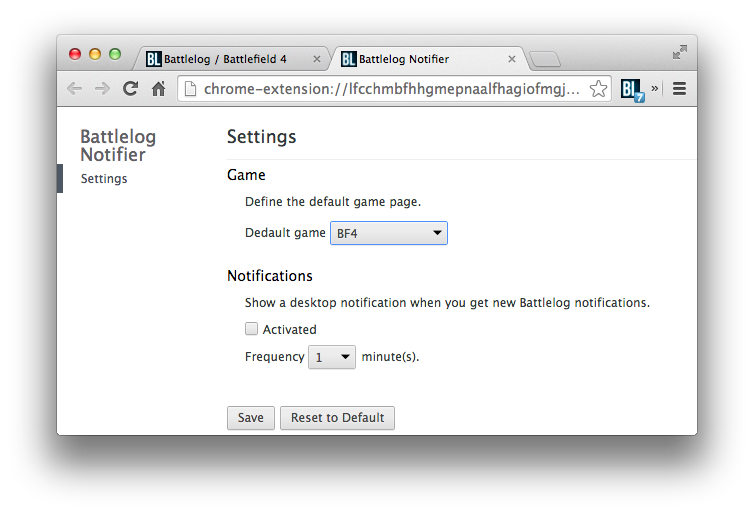 BL Battlelog / Battlefield 4
BL Battlelog Notifier
chrome-extension://lfcchmbfhhgmepnaalfhagiofmgj...
BL 7 »
Battlelog
Notifier
Settings
Settings
Game
Define the default game page.
Dedault game BF4
Notifications
Show a desktop notification when you get new Battlelog notifications.
Activated
Frequency 1 minute(s).
Save Reset to Default